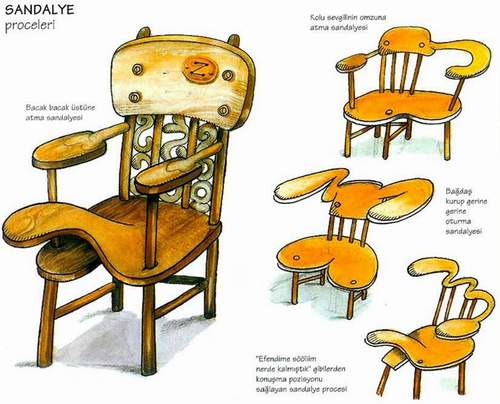 SANDALYE
proceleri
Bacak bacak üstüne
atma sandalyesi
Kolu sevgilinin omzuna
atma sandalyesi
Bağdaş
kurup gerine
gerine
oturma
sandalyesi
"Efendime söölim
nerde kalmıştık" gibilerden
konuşma pozisyonu
sağlayan sandalye procesi